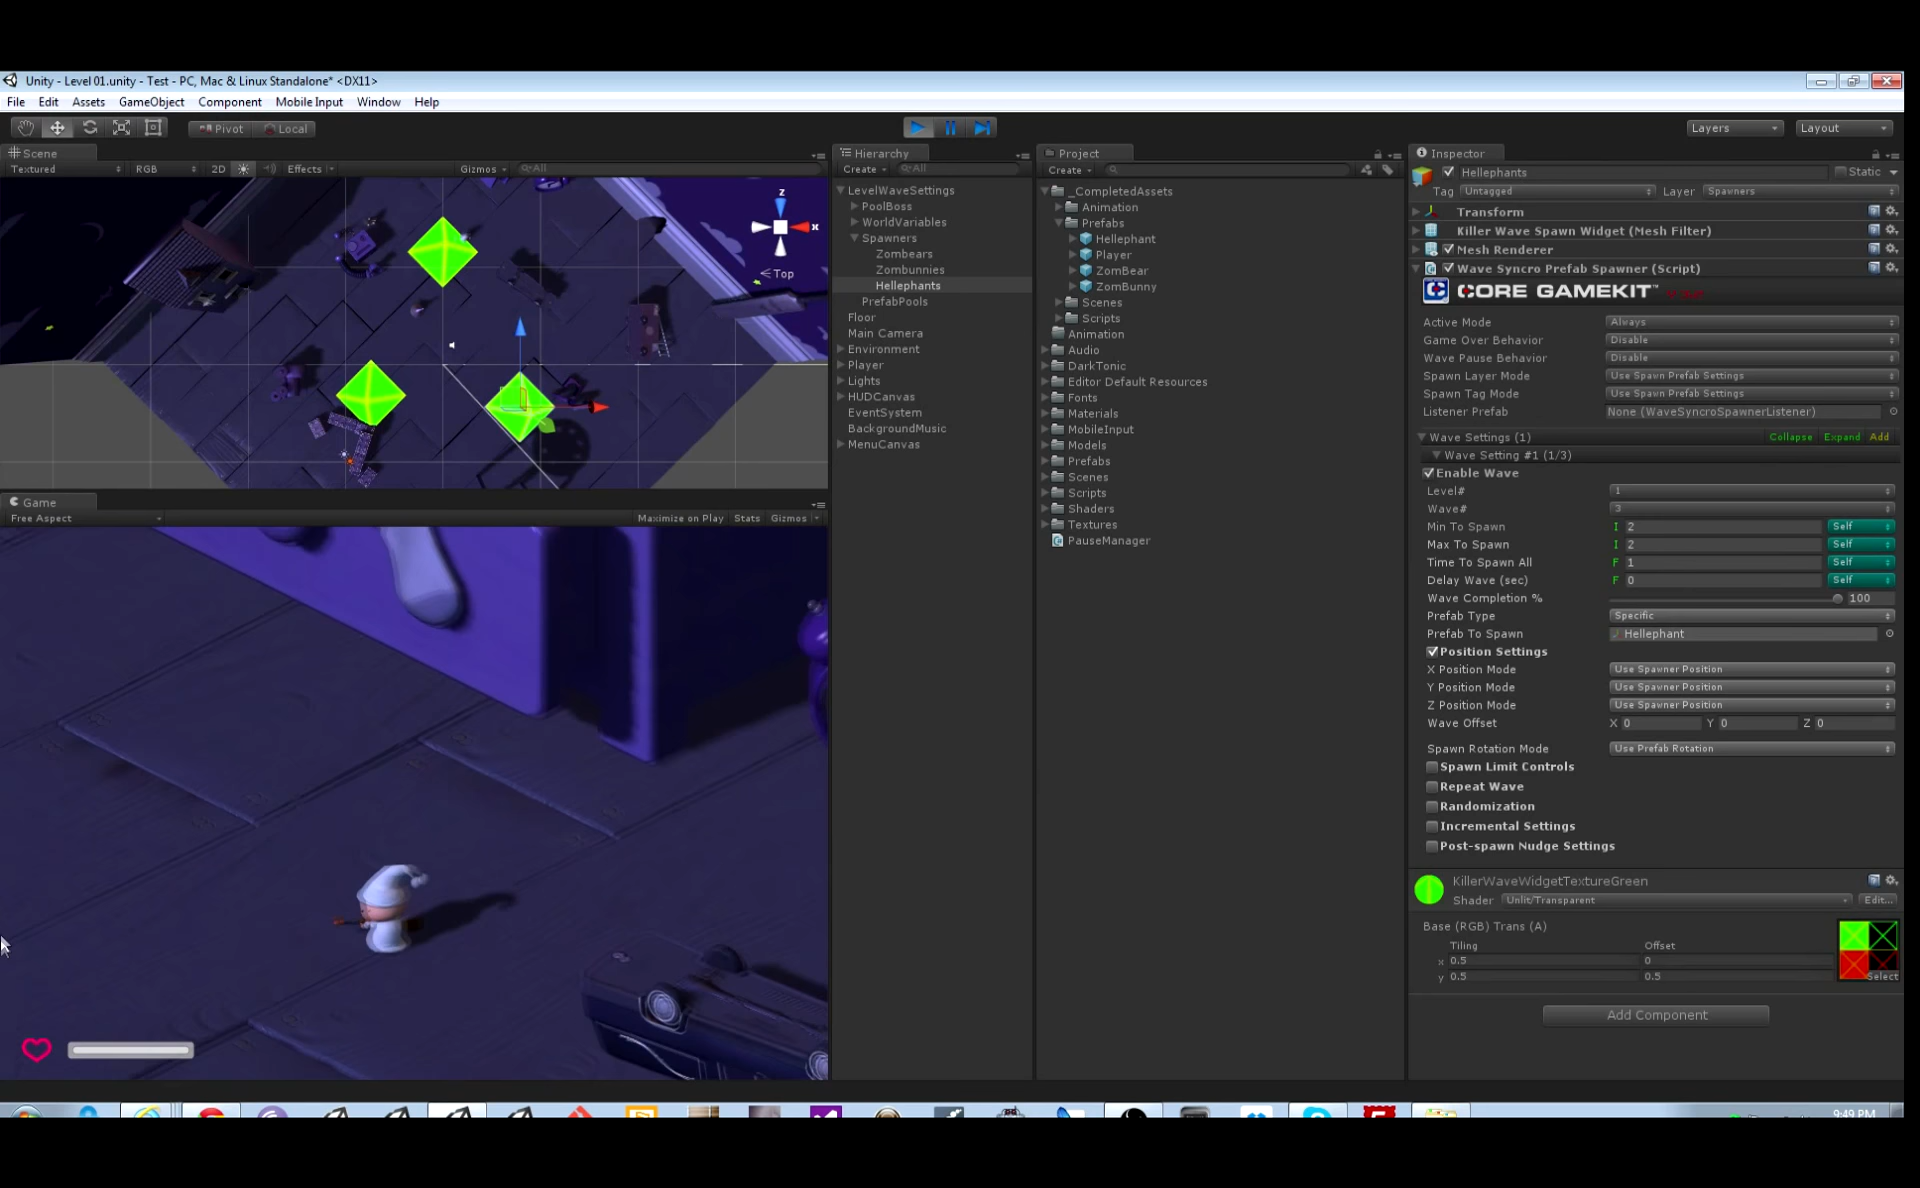 Unity - Level 01.unity - Test - PC, Mac & Linux Standalone* <DX11>
File Edit Assets GameObject Component Mobile Input Window Help
Pivot Local
Layers Layout
Scene
Textured RGB 2D Effects Gizmos All
z
x
Top
Game
Free Aspect Maximize on Play Stats Gizmos
Hierarchy
Create All
LevelWaveSettings
PoolBoss
WorldVariables
Spawners
Zombears
Zombunnies
Hellephants
PrefabPools
Floor
Main Camera
Environment
Player
Lights
HUDCanvas
EventSystem
BackgroundMusic
MenuCanvas
Project
Create
_CompletedAssets
Animation
Prefabs
Hellephant
Player
ZomBear
ZomBunny
Scenes
Scripts
Animation
Audio
DarkTonic
Editor Default Resources
Fonts
Materials
MobileInput
Models
Prefabs
Scenes
Scripts
Shaders
Textures
PauseManager
Inspector
Hellephants Static
Tag Untagged Layer Spawners
Transform
Killer Wave Spawn Widget (Mesh Filter)
Mesh Renderer
Wave Syncro Prefab Spawner (Script)
CORE GAMEKIT™
Active Mode Always
Game Over Behavior Disable
Wave Pause Behavior Disable
Spawn Layer Mode Use Spawn Prefab Settings
Spawn Tag Mode Use Spawn Prefab Settings
Listener Prefab None (WaveSyncroSpawnerListener)
Wave Settings (1) Collapse Expand Add
Wave Setting #1 (1/3)
Enable Wave
Level# 1
Wave# 3
Min To Spawn I 2 Self
Max To Spawn I 2 Self
Time To Spawn All F 1 Self
Delay Wave (sec) F 0 Self
Wave Completion % 100
Prefab Type Specific
Prefab To Spawn Hellephant
Position Settings
X Position Mode Use Spawner Position
Y Position Mode Use Spawner Position
Z Position Mode Use Spawner Position
Wave Offset X 0 Y 0 Z 0
Spawn Rotation Mode Use Prefab Rotation
Spawn Limit Controls
Repeat Wave
Randomization
Incremental Settings
Post-spawn Nudge Settings
KillerWaveWidgetTextureGreen
Shader Unlit/Transparent Edit...
Base (RGB) Trans (A)
Tiling Offset
x 0.5 0
y 0.5 0.5
Select
Add Component
9:49 PM